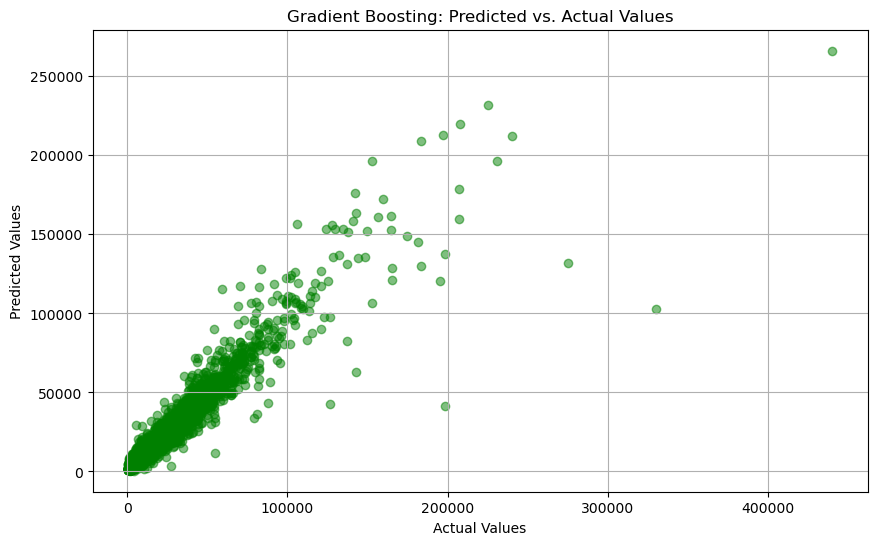 Gradient Boosting: Predicted vs. Actual Values
250000
200000
150000
100000
50000
0
Predicted Values
0 100000 200000 300000 400000
Actual Values